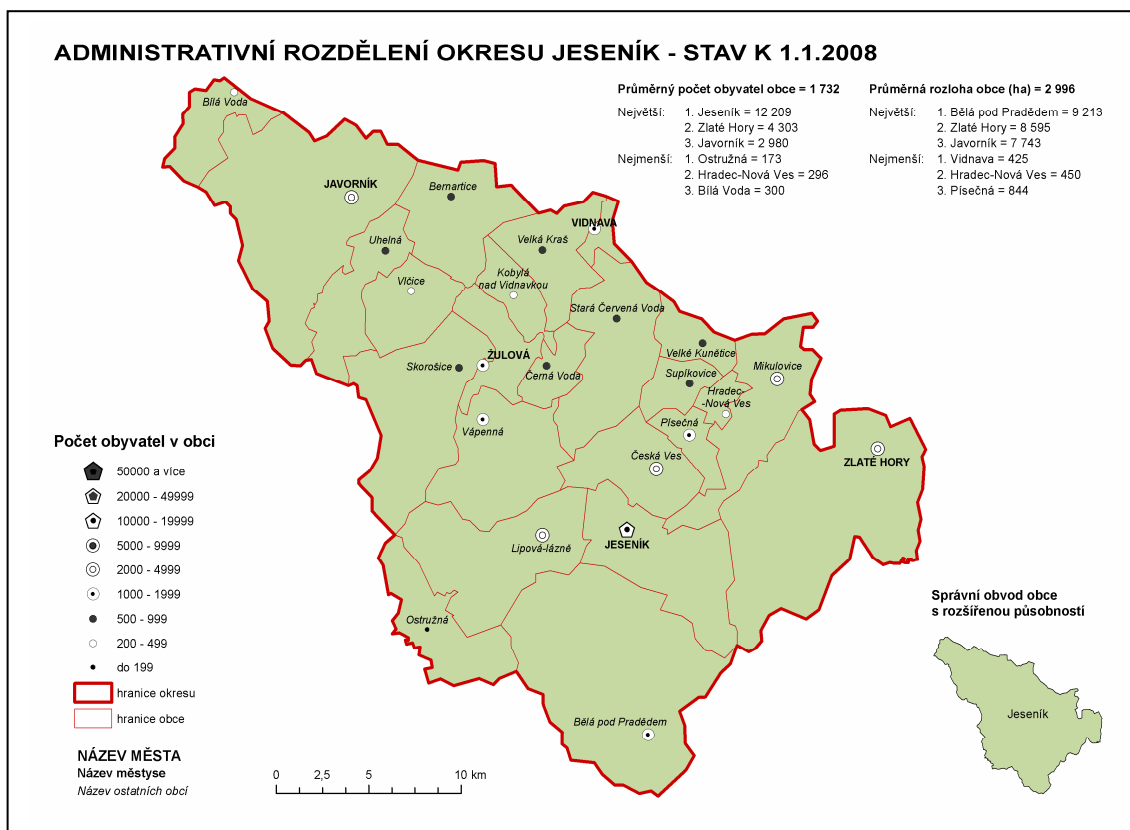 ADMINISTRATIVNÍ ROZDĚLENÍ OKRESU JESENÍK - STAV K 1.1.2008
Průměrný počet obyvatel obce = 1 732
Největší: 1. Jeseník = 12 209
2. Zlaté Hory = 4 303
3. Javorník = 2 980
Nejmenší: 1. Ostružná = 173
2. Hradec-Nová Ves = 296
3. Bílá Voda = 300
Průměrná rozloha obce (ha) = 2 996
Největší: 1. Bělá pod Pradědem = 9 213
2. Zlaté Hory = 8 595
3. Javorník = 7 743
Nejmenší: 1. Vidnava = 425
2. Hradec-Nová Ves = 450
3. Písečná = 844
Bílá Voda
JAVORNÍK
Bernartice
VIDNAVA
Uhelná
Velká Kraš
Vlčice
Kobylá
nad Vidnavkou
Stará Červená Voda
Velké Kunětice
ŽULOVÁ
Skorošice
Černá Voda
Supíkovice
Mikulovice
Hradec-
-Nová Ves
Vápenná
Písečná
Česká Ves
ZLATÉ HORY
Lipová-lázně
JESENÍK
Ostružná
Bělá pod Pradědem
Počet obyvatel v obci
50000 a více
20000 - 49999
10000 - 19999
5000 - 9999
2000 - 4999
1000 - 1999
500 - 999
200 - 499
do 199
hranice okresu
hranice obce
NÁZEV MĚSTA
Název městyse
Název ostatních obcí
0 2,5 5 10 km
Správní obvod obce
s rozšířenou působností
Jeseník